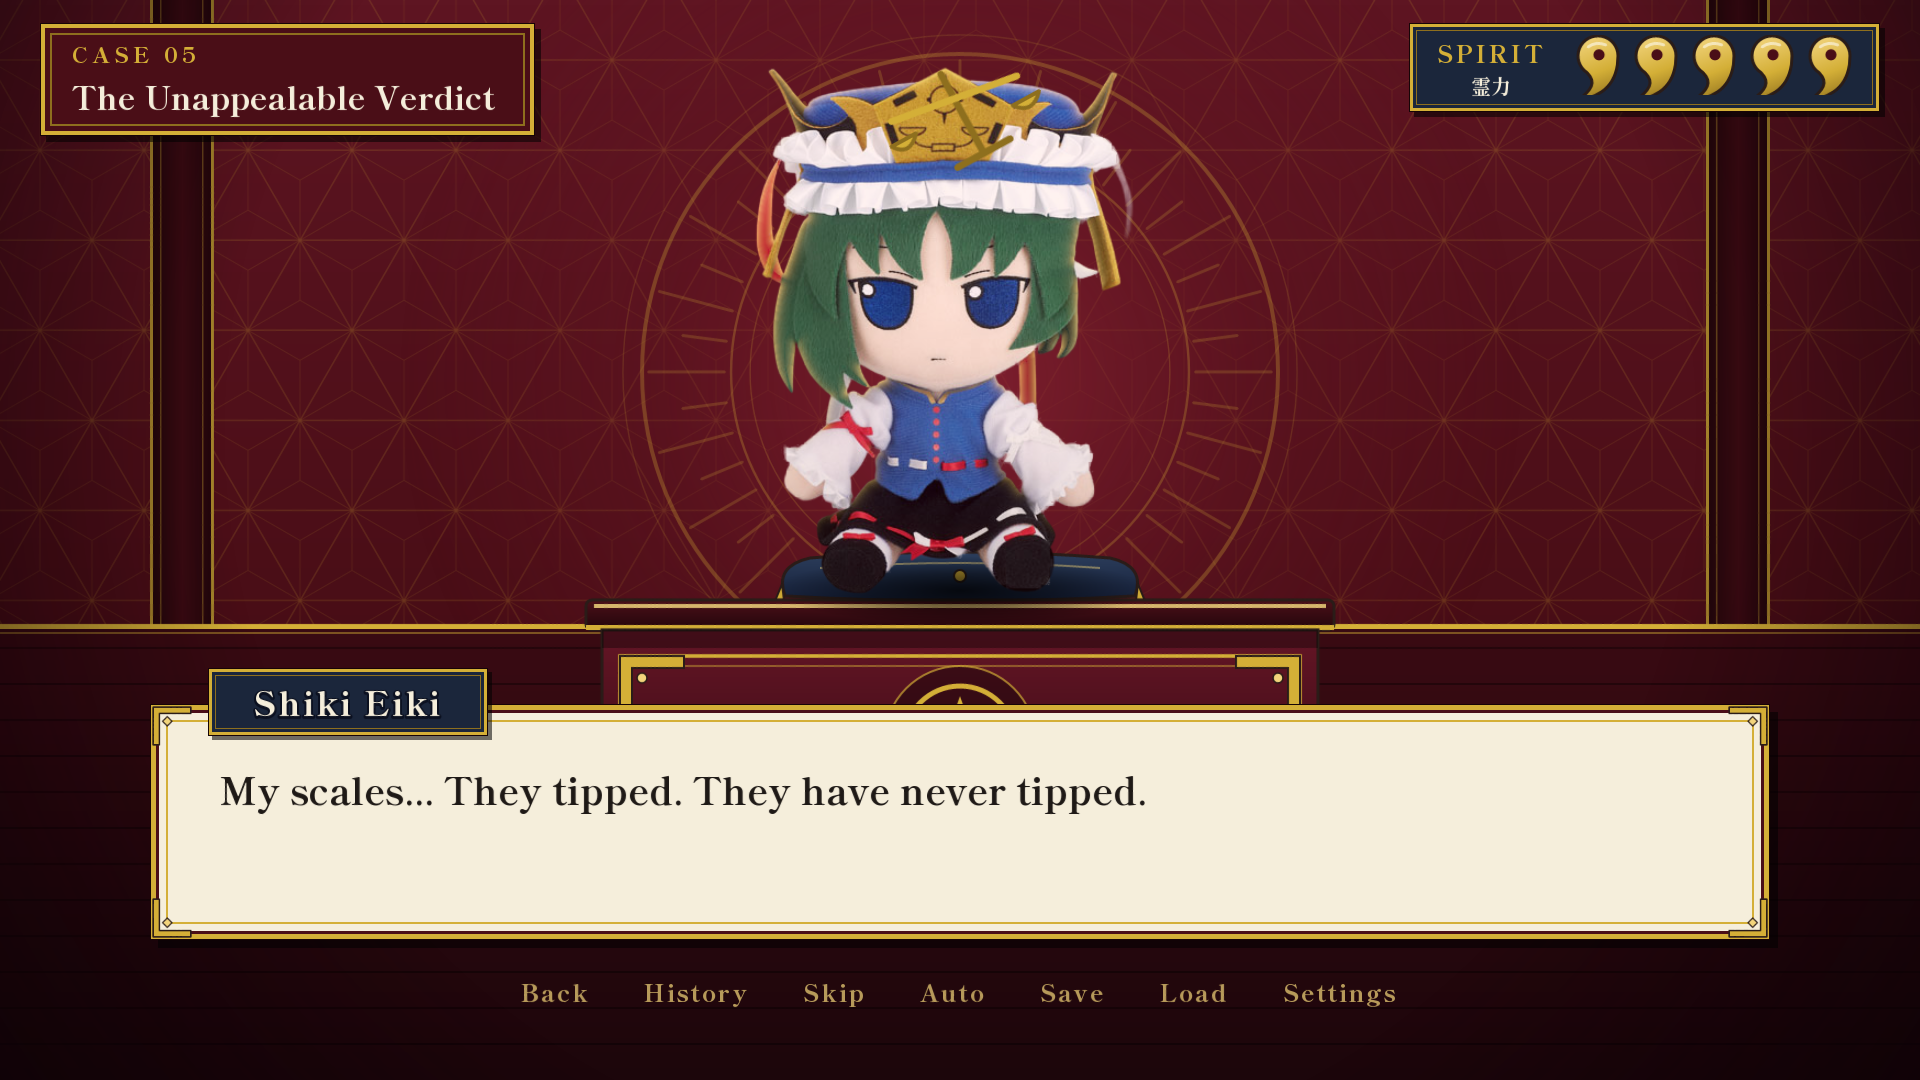 CASE 05
The Unappealable Verdict
SPIRIT
霊力
Shiki Eiki
My scales... They tipped. They have never tipped.
Back History Skip Auto Save Load Settings